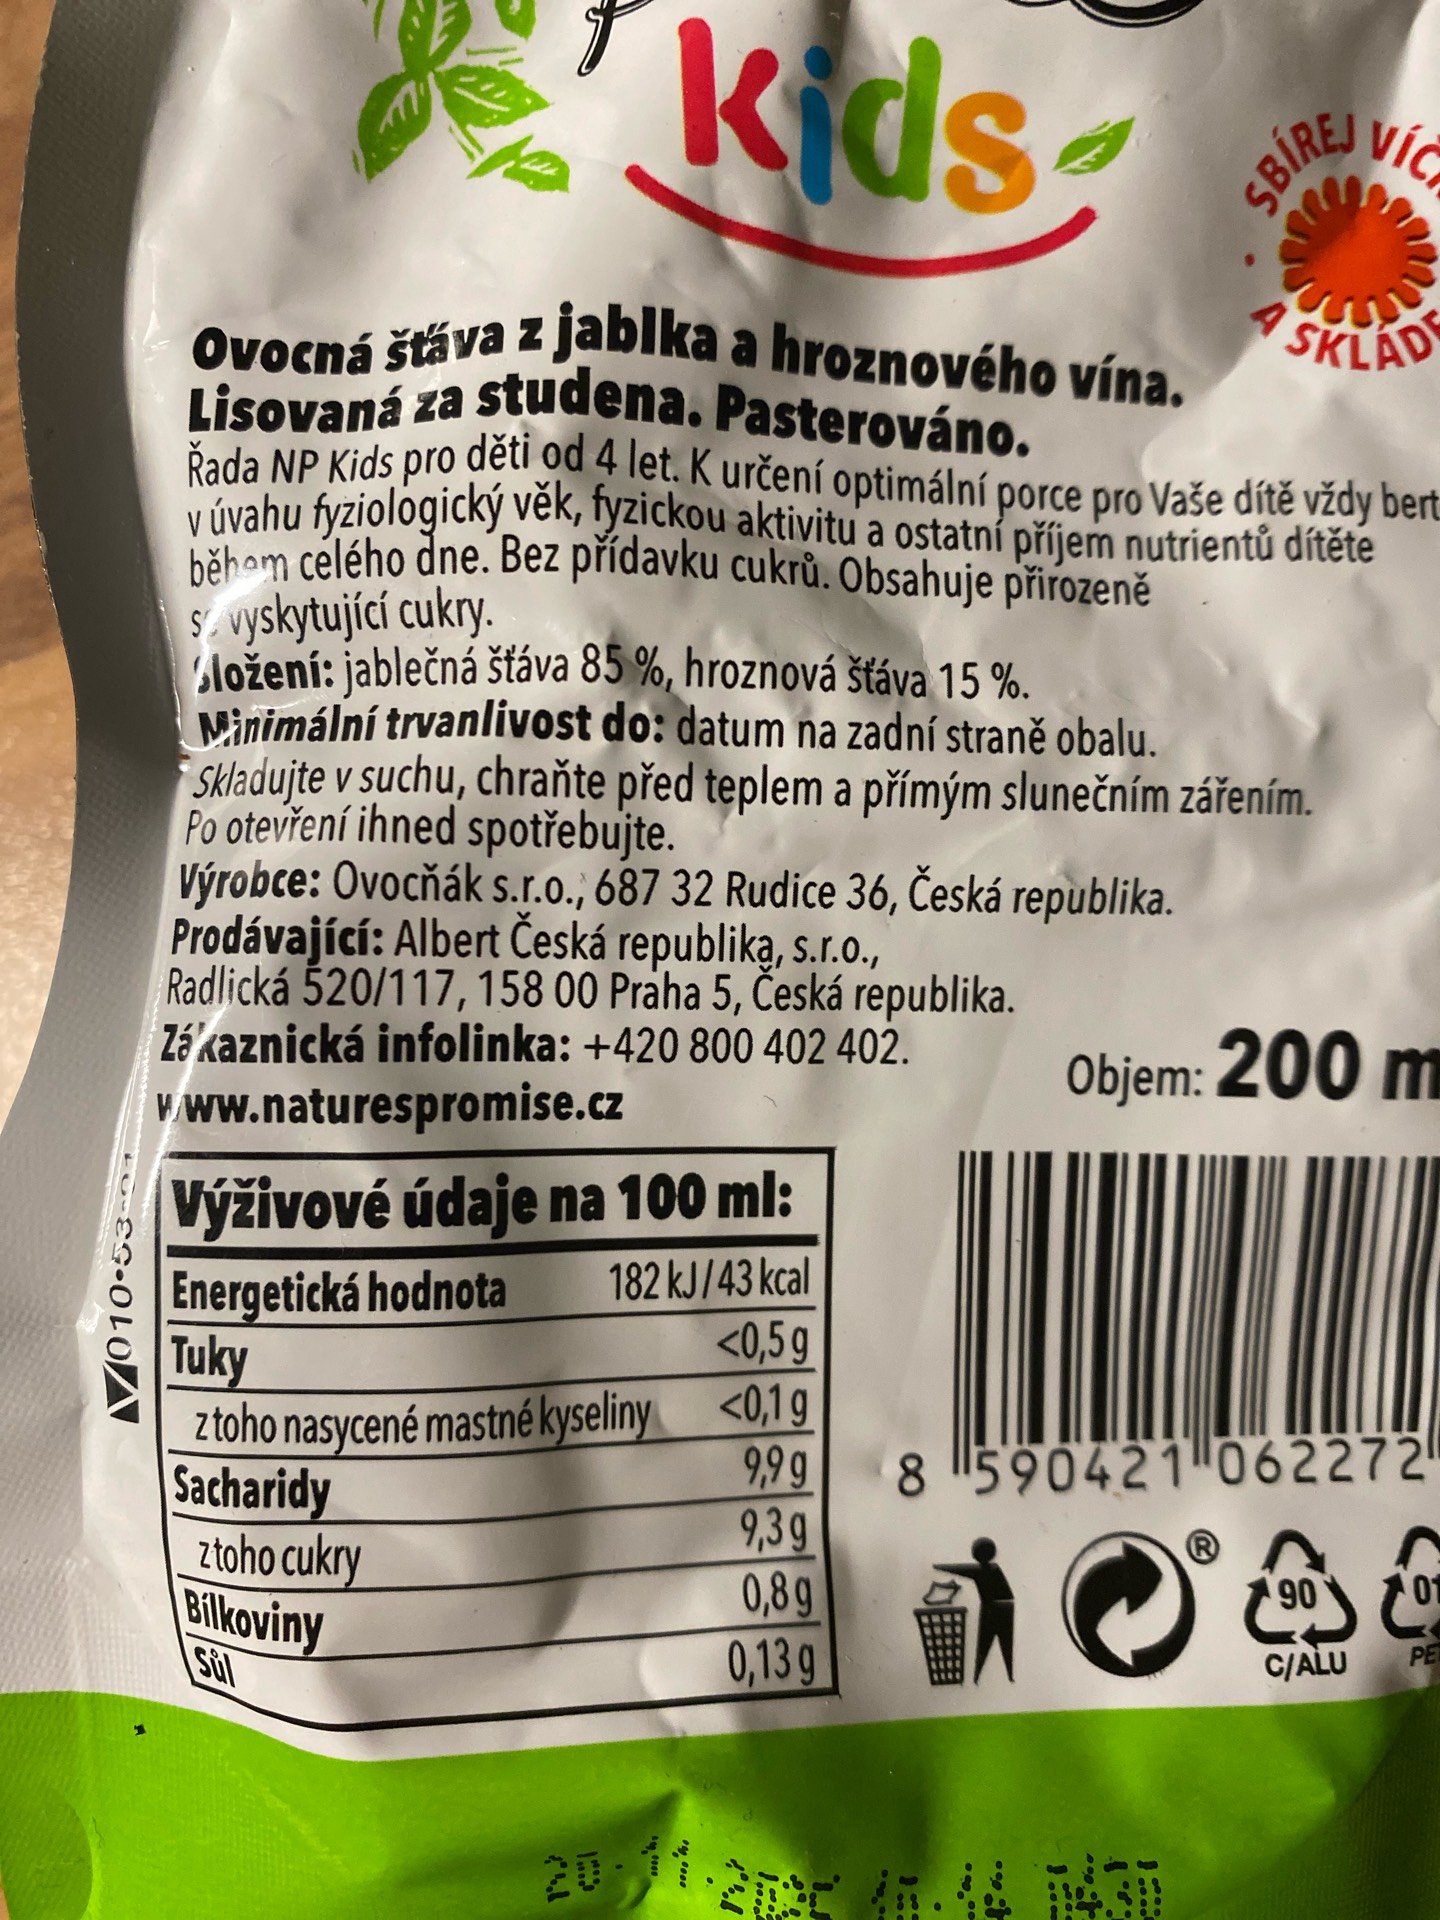 Kids
SBÍREJ VÍČK
A SKLÁDE
Ovocná šťáva z jablka a hroznového vína.
Lisovaná za studena. Pasterováno.
Řada NP Kids pro děti od 4 let. K určení optimální porce pro Vaše dítě vždy bert
v úvahu fyziologický věk, fyzickou aktivitu a ostatní příjem nutrientů dítěte
během celého dne. Bez přídavku cukrů. Obsahuje přirozeně
se vyskytující cukry.
Složení: jablečná šťáva 85 %, hroznová šťáva 15 %.
Minimální trvanlivost do: datum na zadní straně obalu.
Skladujte v suchu, chraňte před teplem a přímým slunečním zářením.
Po otevření ihned spotřebujte.
Výrobce: Ovocňák s.r.o., 687 32 Rudice 36, Česká republika.
Prodávající: Albert Česká republika, s.r.o.,
Radlická 520/117, 158 00 Praha 5, Česká republika.
Zákaznická infolinka: +420 800 402 402.
www.naturespromise.cz
Objem: 200 m
V010•53-01
Výživové údaje na 100 ml:
Energetická hodnota 182 kJ/43 kcal
Tuky <0,5 g
z toho nasycené mastné kyseliny <0,1 g
Sacharidy 9,9 g
z toho cukry 9,3 g
Bílkoviny 0,8 g
Sůl 0,13 g
8 590421 062272
®
90
C/ALU
01
PET